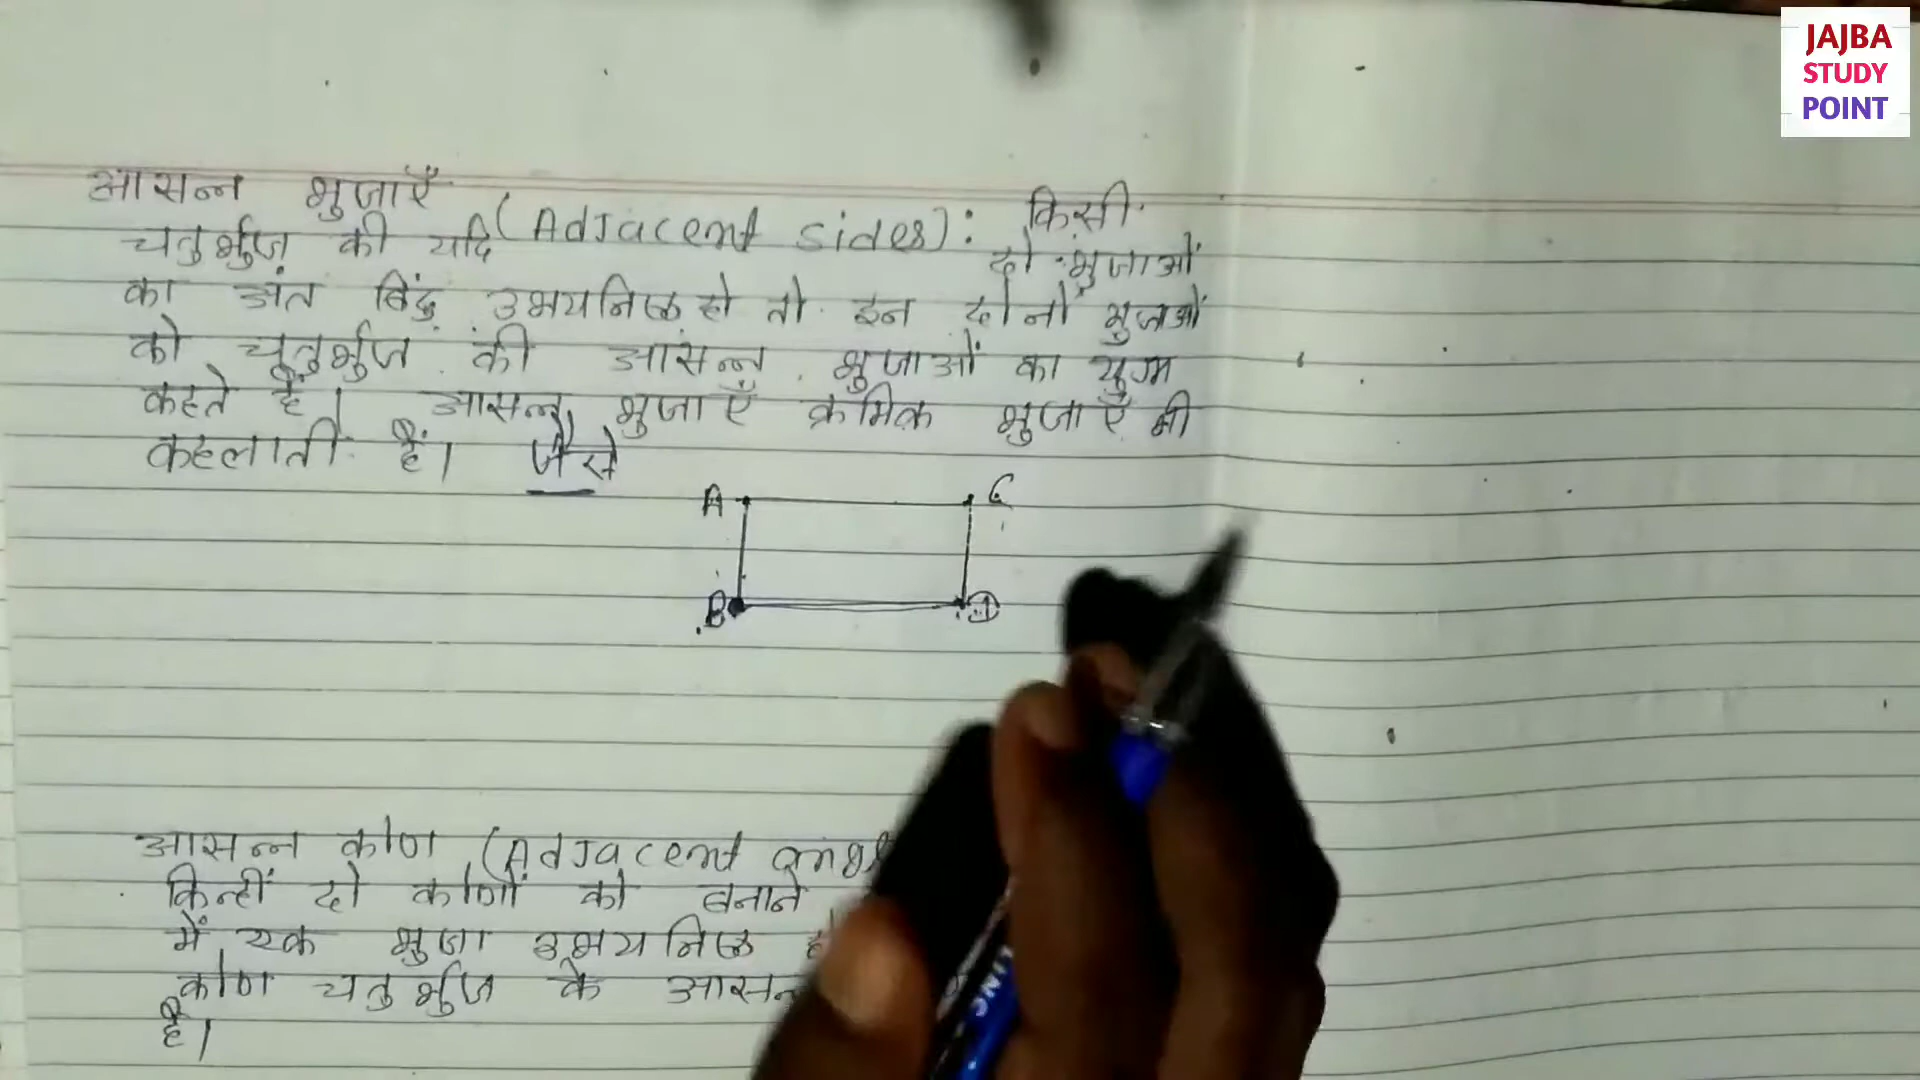 JAJBA
STUDY
POINT
आसन्न भुजाएँ (Adjacent sides): किसी
चतुर्भुज की यदि दो भुजाओं
का अंत बिंदु उभयनिष्ठ हो तो इन दोनों भुजाओं
को चतुर्भुज की आसन्न भुजाओं का युग्म
कहते हैं। आसन्न भुजाएँ क्रमिक भुजाएँ भी
कहलाती हैं। जैसे
A C
B D
आसन्न कोण (Adjacent
किन्हीं दो कोणों को बनाने
में एक भुजा उभयनिष्ठ
कोण चतुर्भुज के
है।